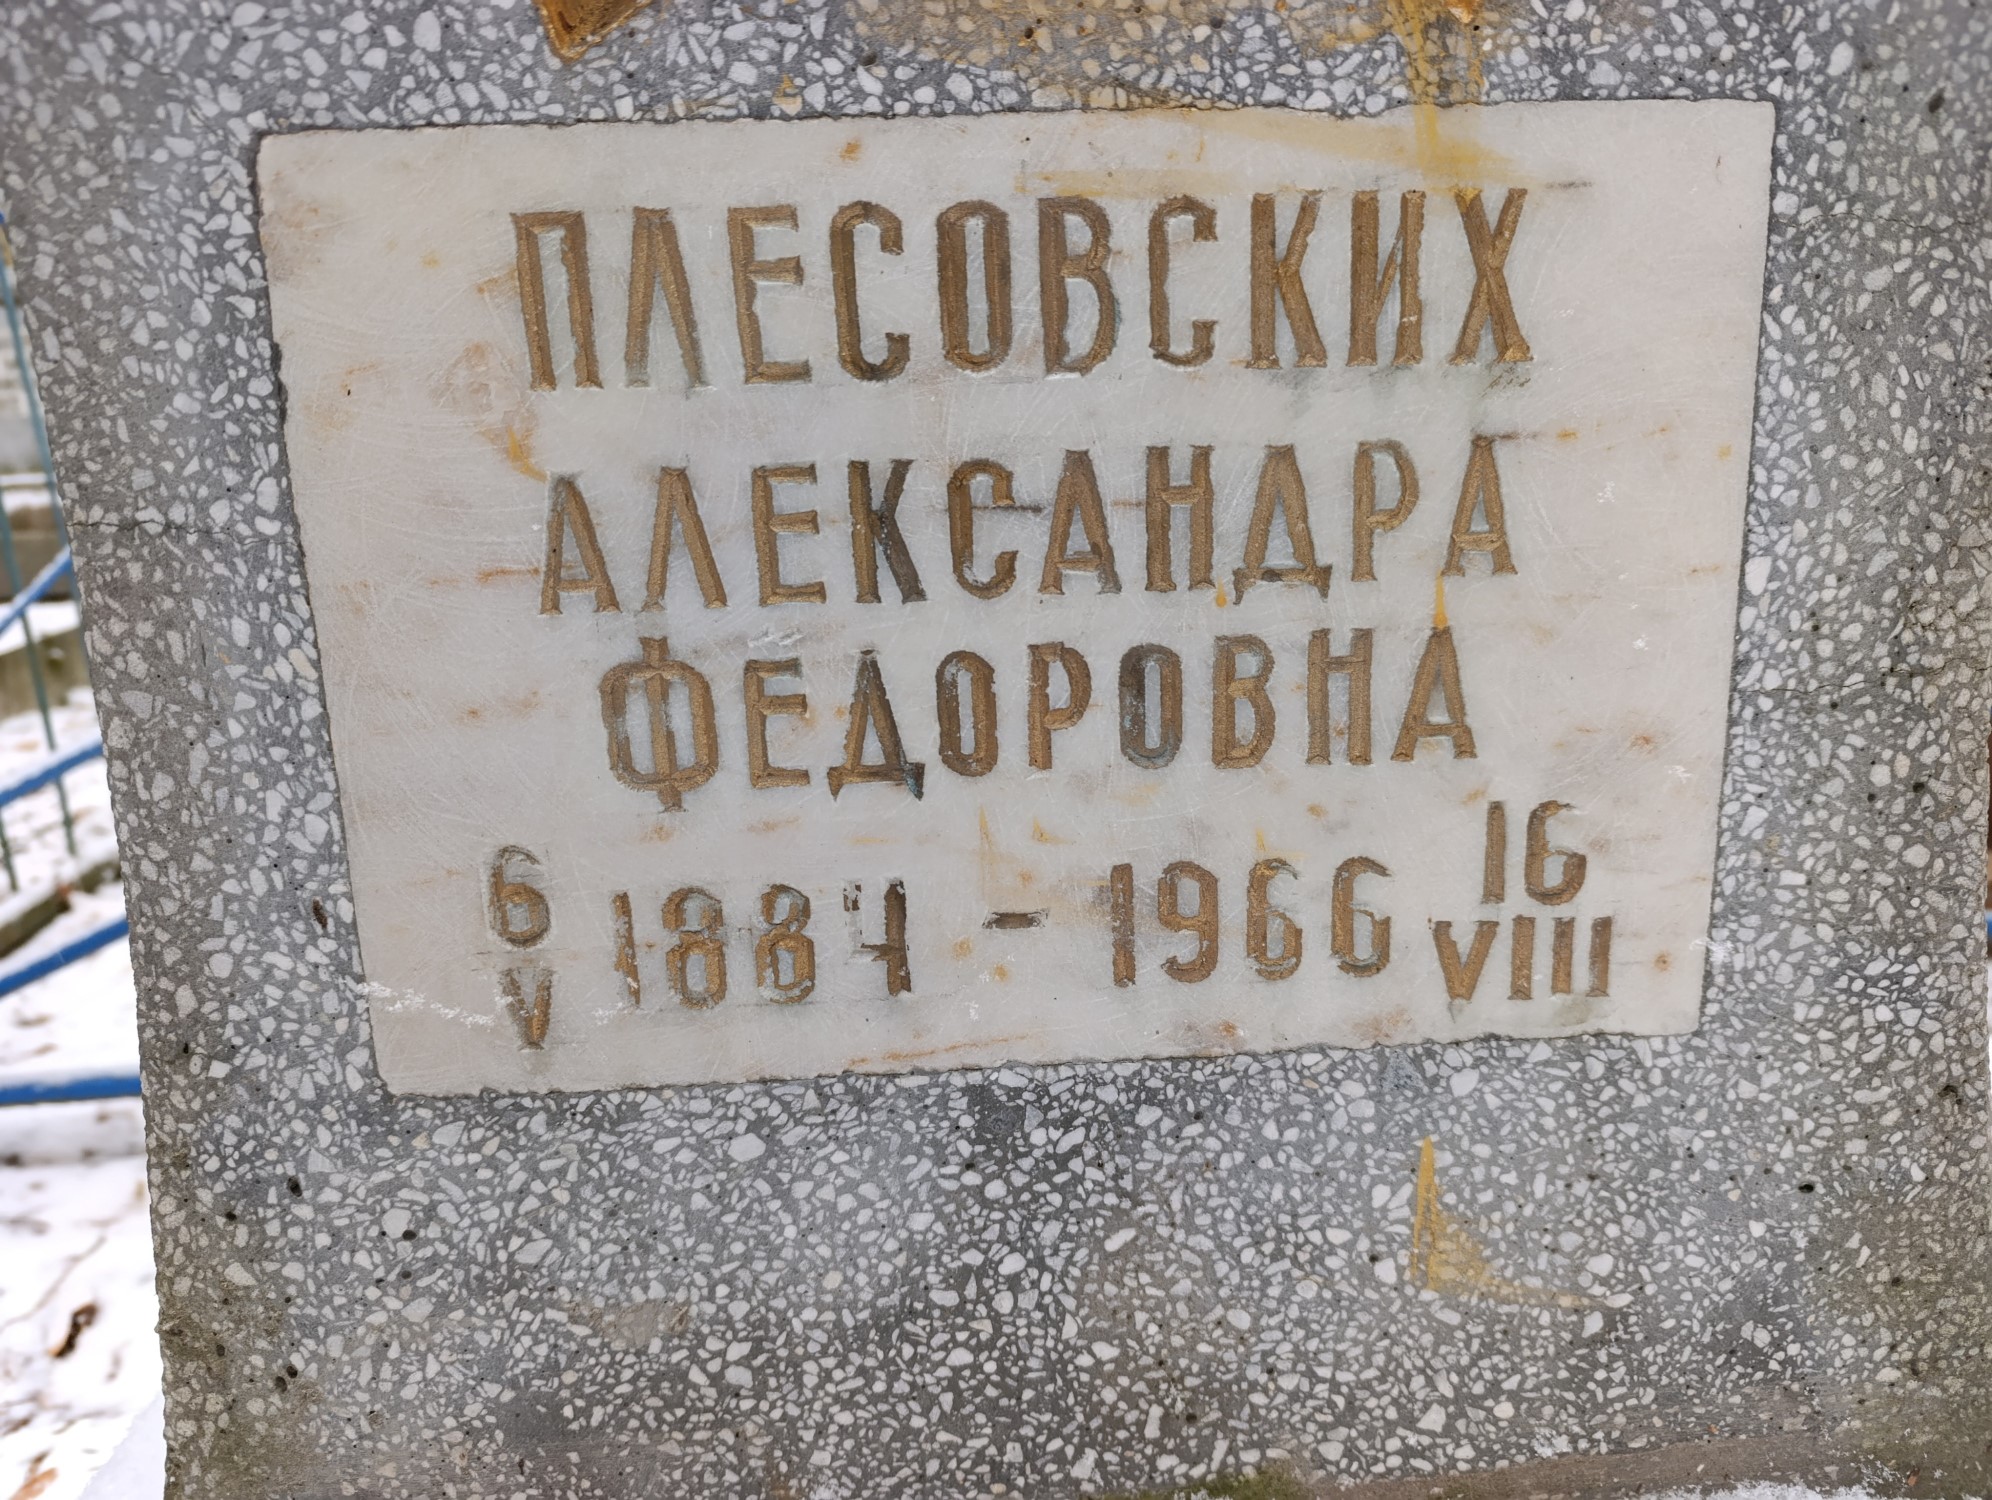 ПЛЕСОВСКИХ
АЛЕКСАНДРА
ФЕДОРОВНА
6/V 1884 – 1966 16/VIII